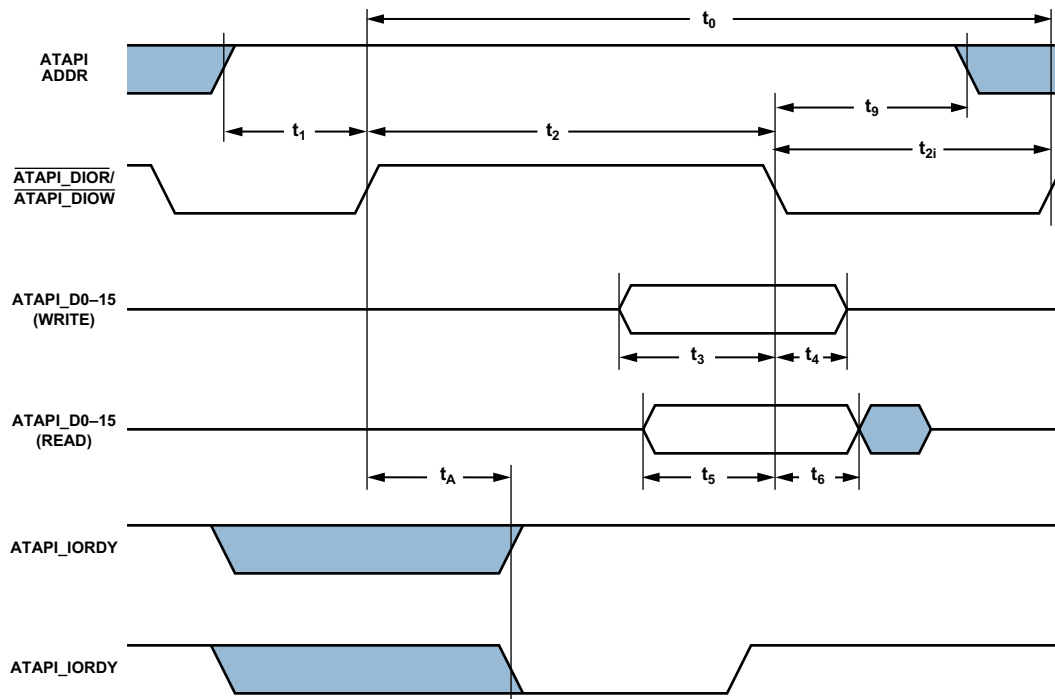 t0
ATAPI
ADDR
t9
t1
t2
t2i
ATAPI_DIOR/
ATAPI_DIOW
ATAPI_D0–15
(WRITE)
t3
t4
ATAPI_D0–15
(READ)
tA
t5
t6
ATAPI_IORDY
ATAPI_IORDY